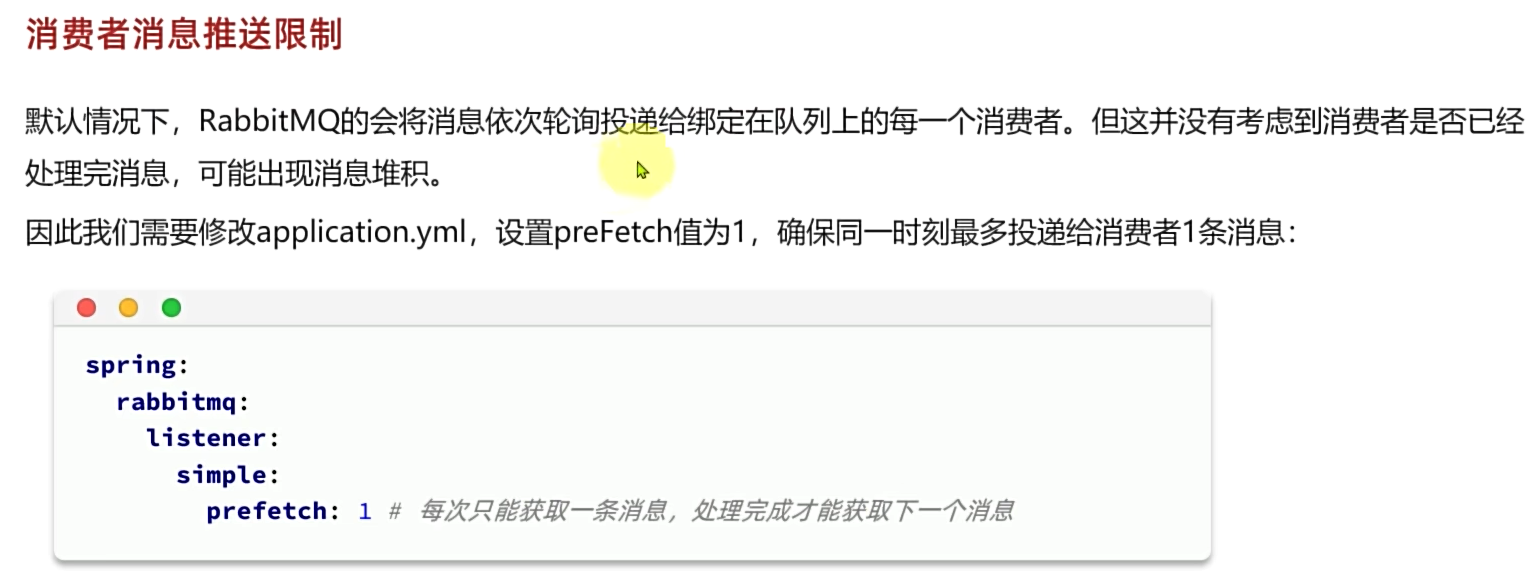 消费者消息推送限制
默认情况下，RabbitMQ的会将消息依次轮询投递给绑定在队列上的每一个消费者。但这并没有考虑到消费者是否已经
处理完消息，可能出现消息堆积。
因此我们需要修改application.yml，设置preFetch值为1，确保同一时刻最多投递给消费者1条消息：
spring:
  rabbitmq:
    listener:
      simple:
        prefetch: 1 # 每次只能获取一条消息，处理完成才能获取下一个消息